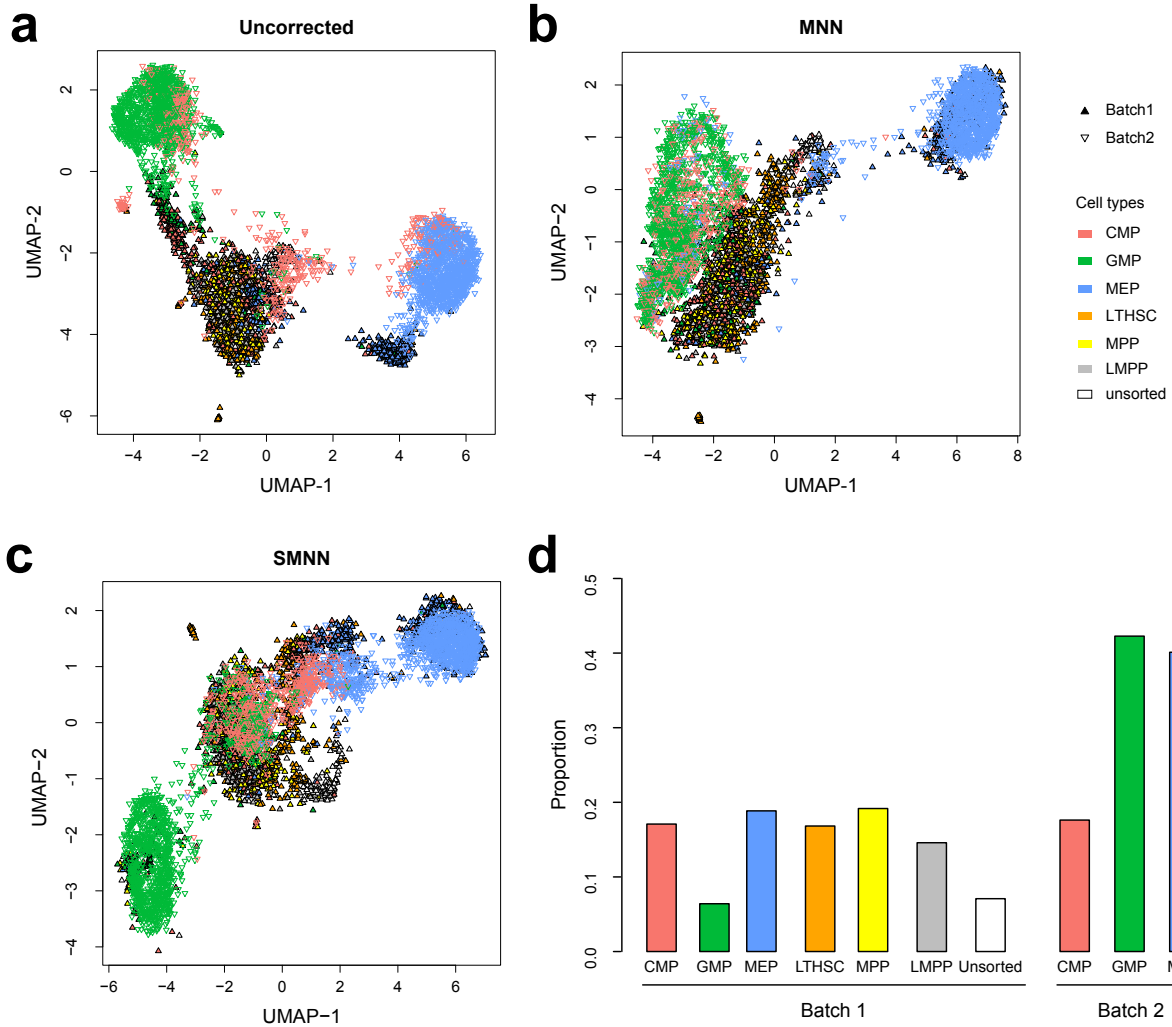 a
Uncorrected
UMAP-2
2
0
−2
−4
−6
−4
−2
0
2
4
6
UMAP-1
b
MNN
UMAP-2
2
1
0
−1
−2
−3
−4
−4
−2
0
2
4
6
8
UMAP-1
Batch1
Batch2
Cell types
CMP
GMP
MEP
LTHSC
MPP
LMPP
unsorted
c
SMNN
UMAP−2
2
1
0
−1
−2
−3
−4
−6
−4
−2
0
2
4
6
UMAP−1
d
Proportion
0.5
0.4
0.3
0.2
0.1
0.0
CMP GMP MEP LTHSC MPP LMPP Unsorted CMP GMP
Batch 1 Batch 2